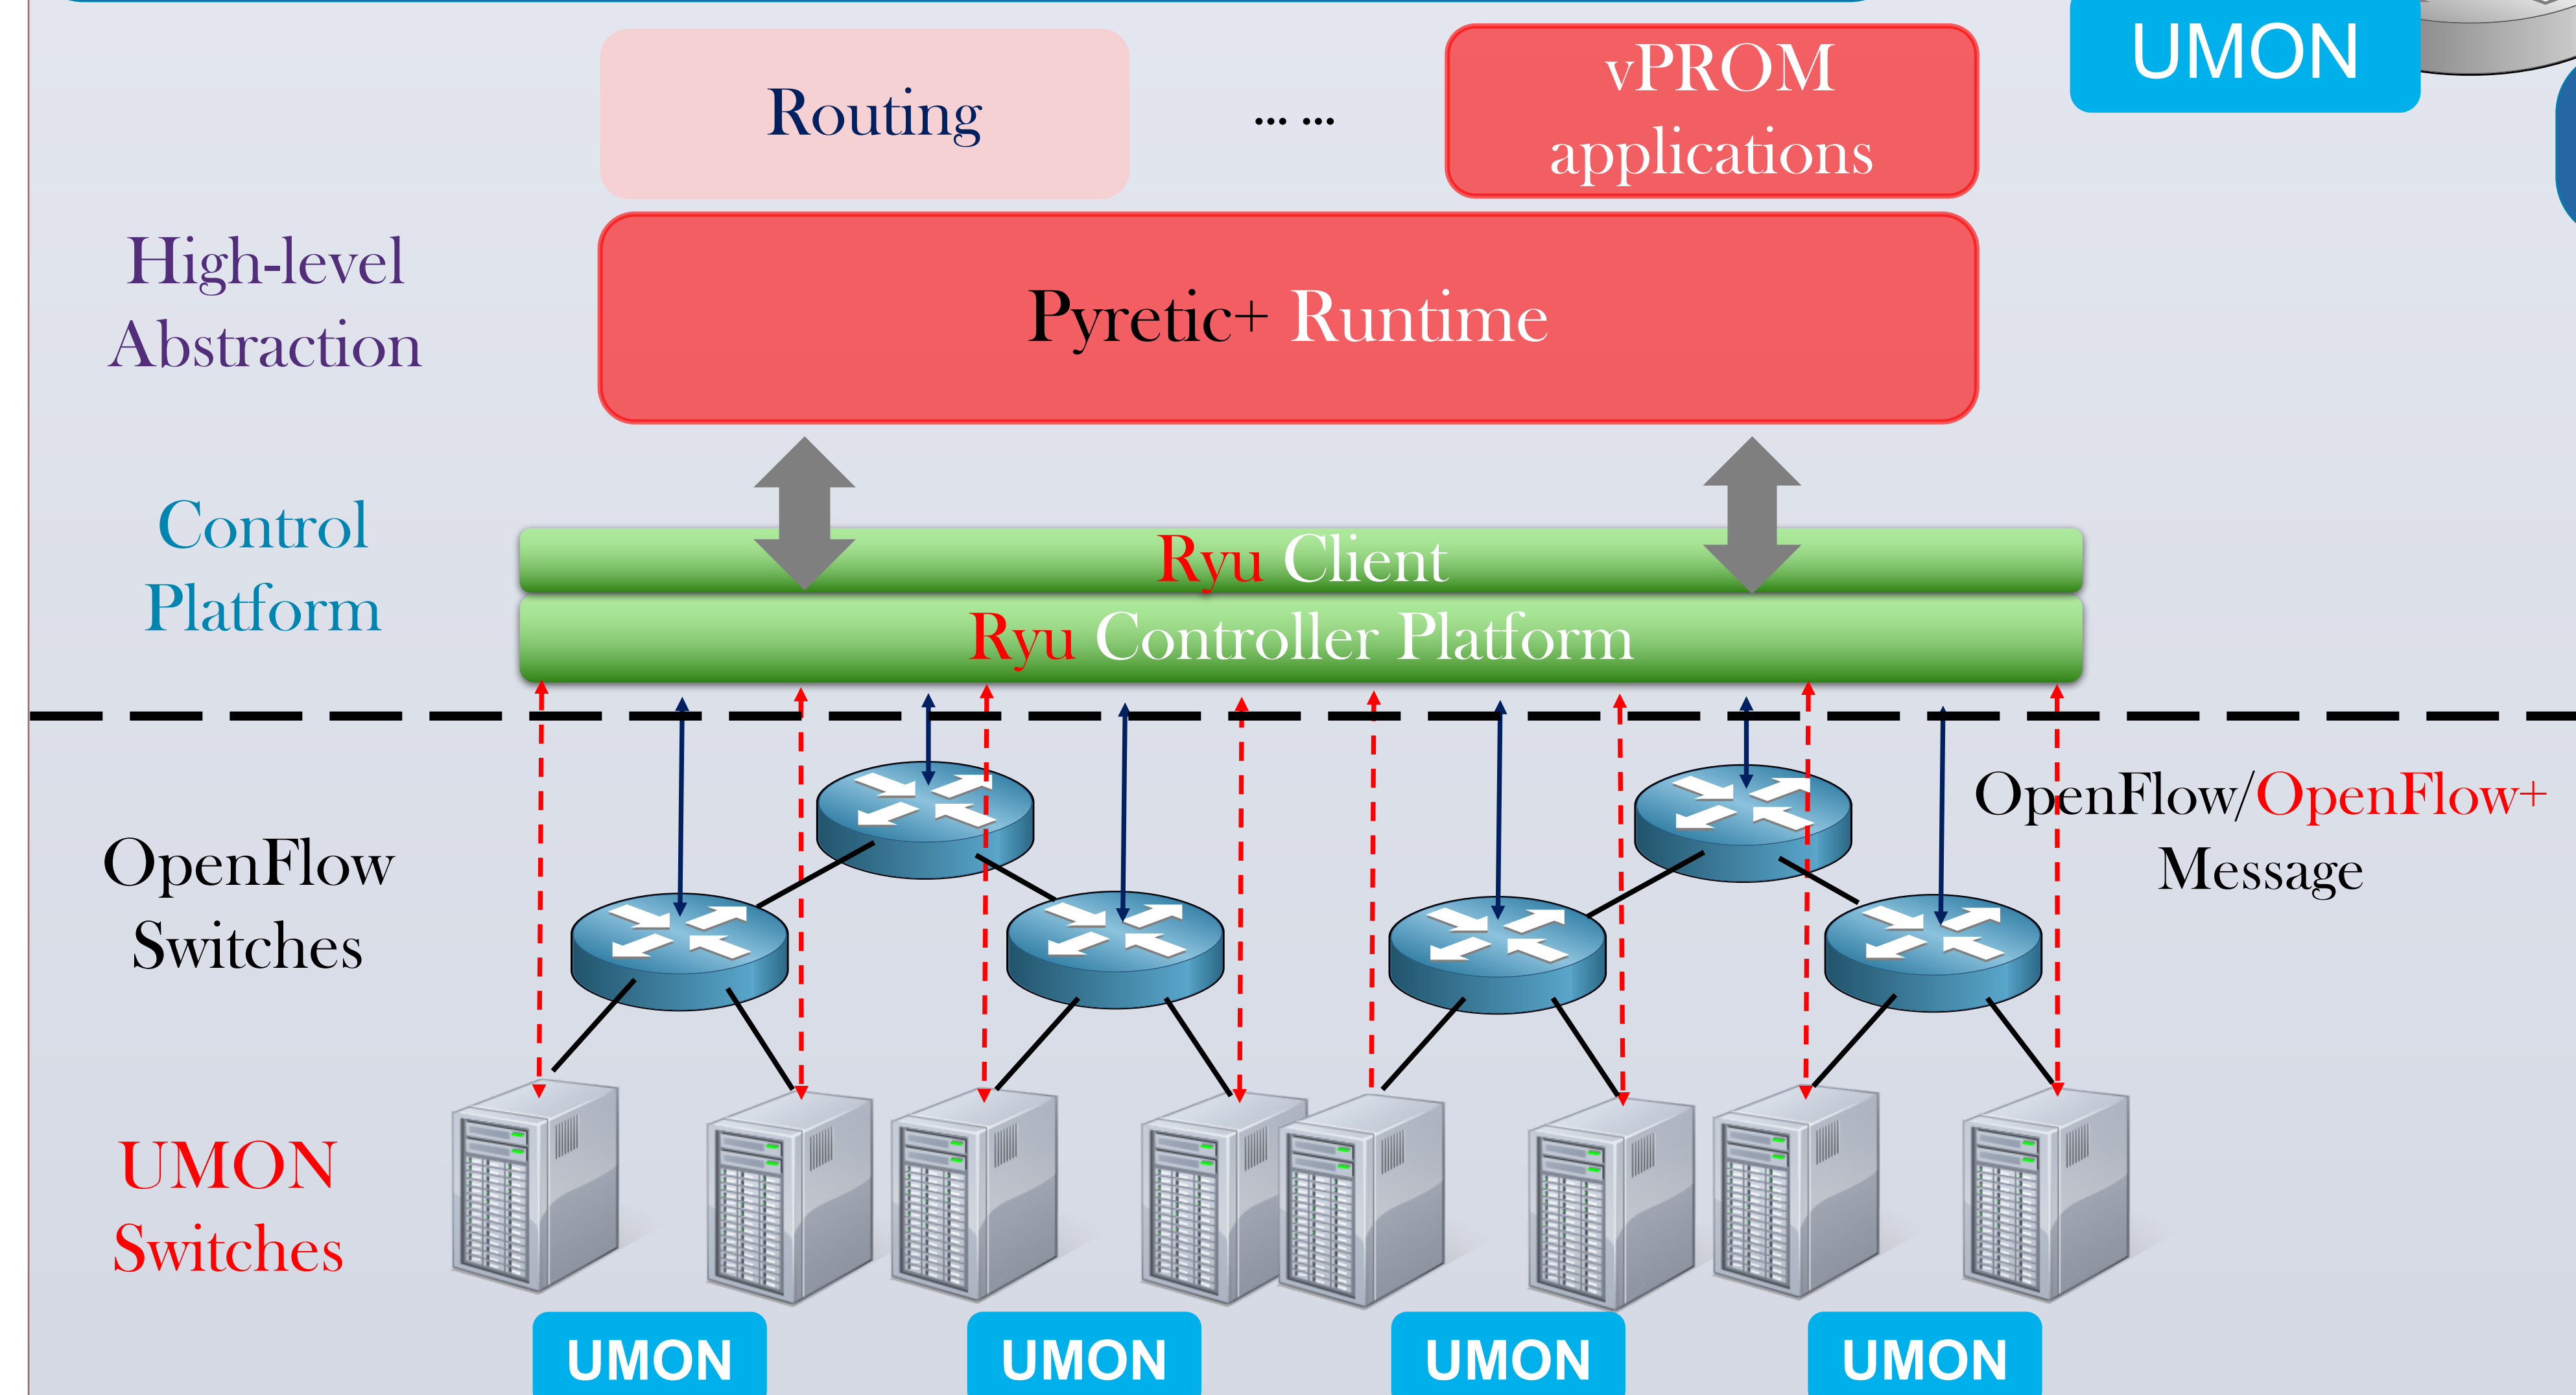 UMON
Routing
... ...
vPROM
applications
High-level
Abstraction
Pyretic+ Runtime
Control
Platform
Ryu Client
Ryu Controller Platform
OpenFlow/OpenFlow+
Message
OpenFlow
Switches
UMON
Switches
UMON
UMON
UMON
UMON